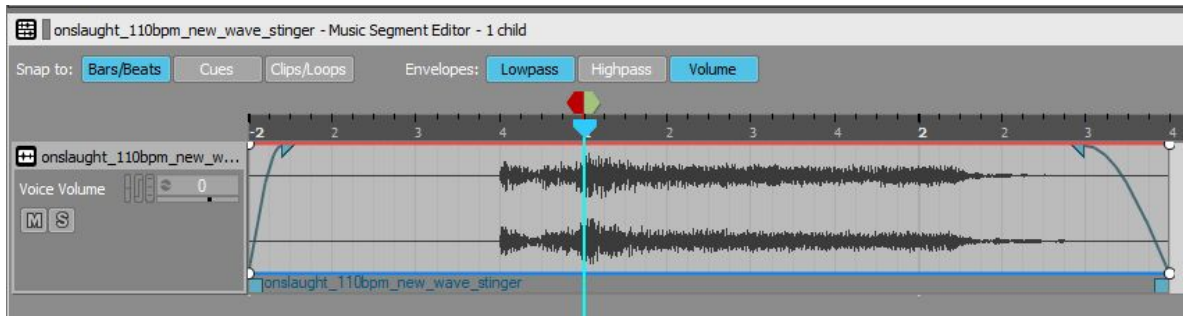 onslaught_110bpm_new_wave_stinger - Music Segment Editor - 1 child
Snap to: Bars/Beats Cues Clips/Loops Envelopes: Lowpass Highpass Volume
-2 2 3 4 2 3 4 2 2 3 4
onslaught_110bpm_new_w...
Voice Volume 0
M S
onslaught_110bpm_new_wave_stinger